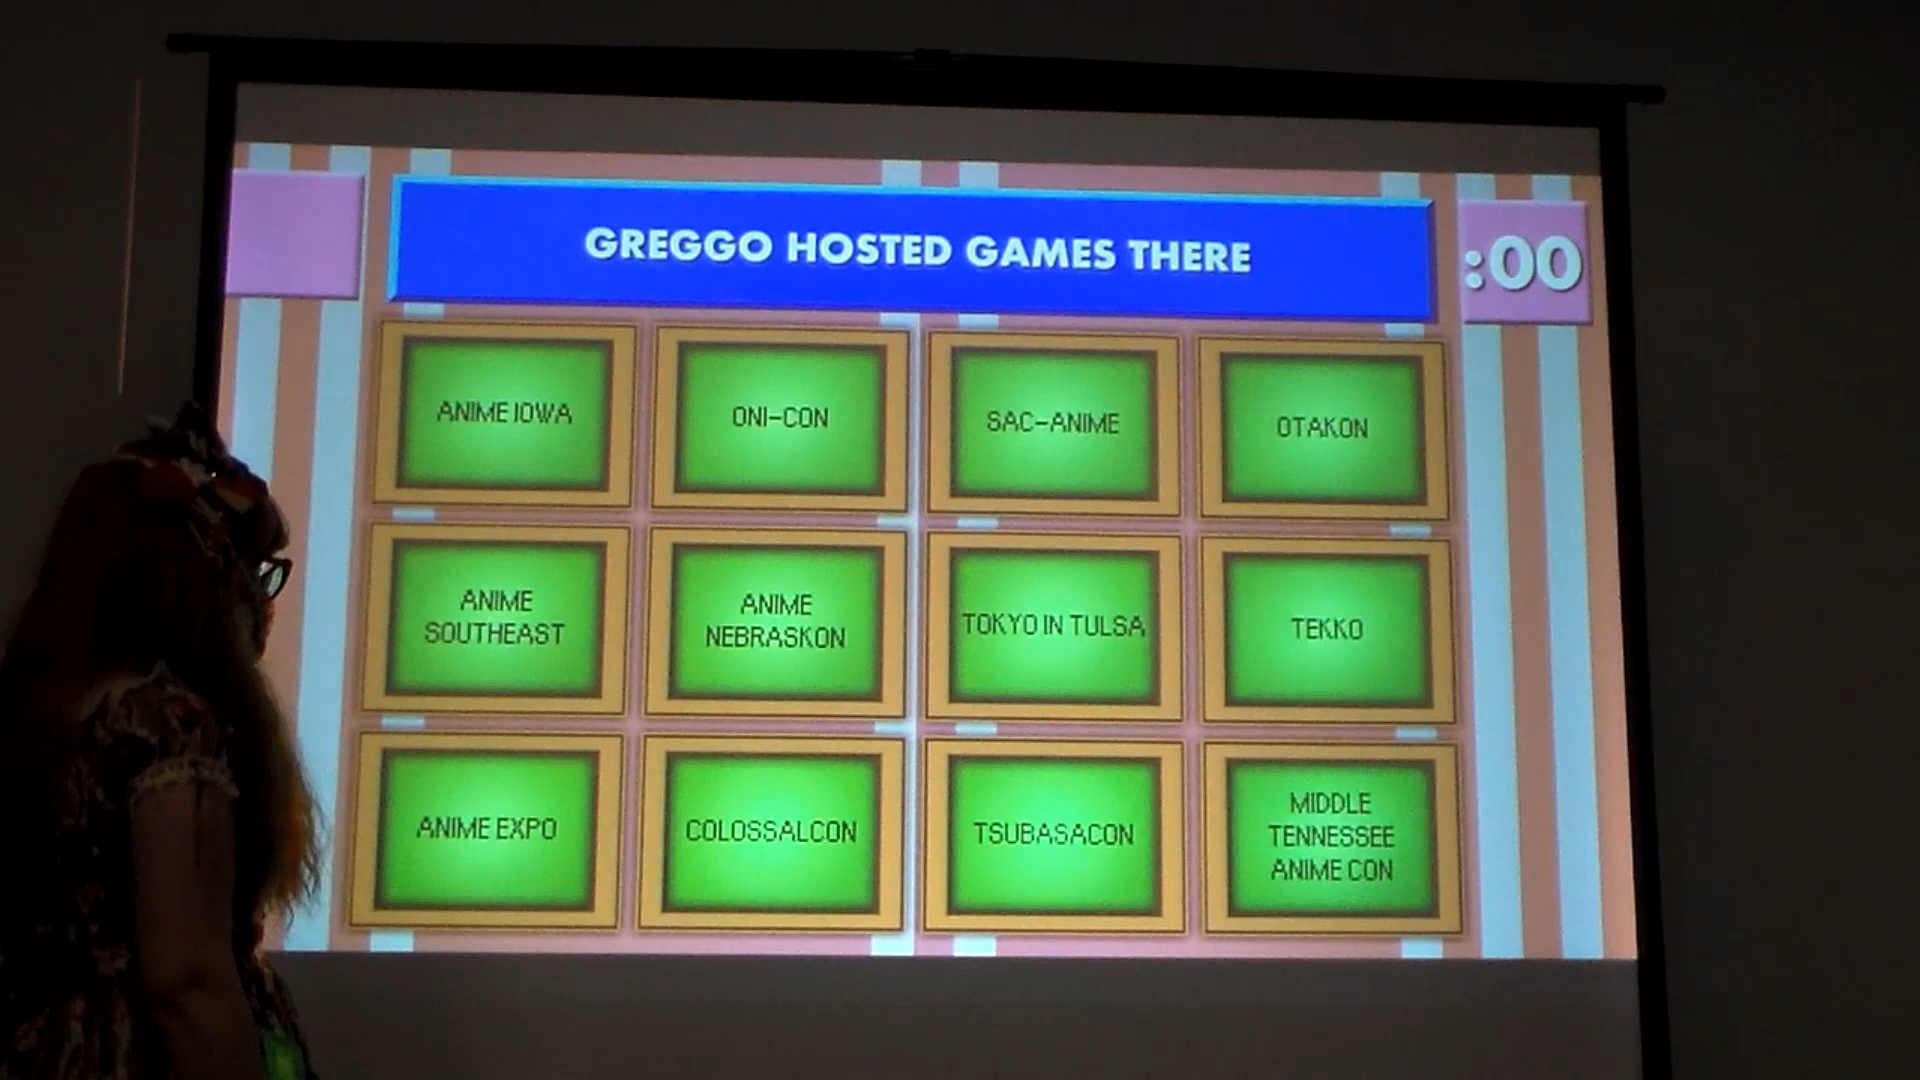 GREGGO HOSTED GAMES THERE
:00
ANIME IOWA
ONI-CON
SAC-ANIME
OTAKON
ANIME
SOUTHEAST
ANIME
NEBRASKON
TOKYO IN TULSA
TEKKO
ANIME EXPO
COLOSSALCON
TSUBASACON
MIDDLE
TENNESSEE
ANIME CON